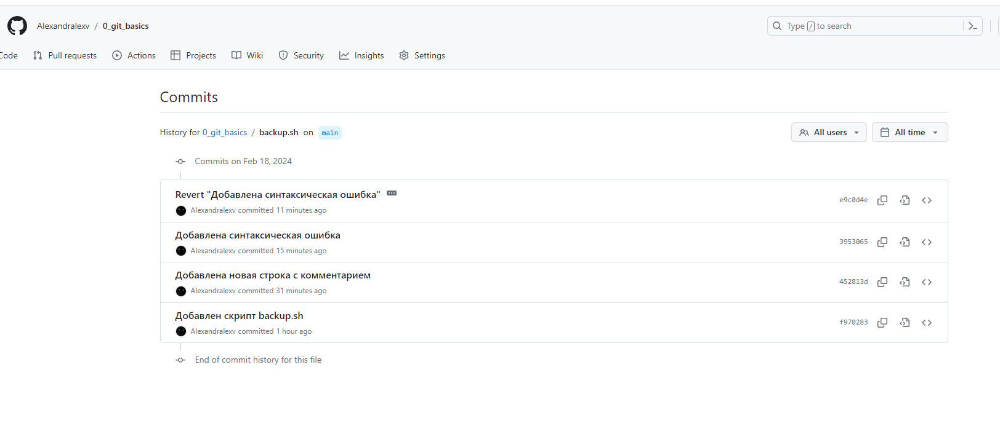 Alexandralexv / 0_git_basics
Type / to search
Code Pull requests Actions Projects Wiki Security Insights Settings
Commits
History for 0_git_basics / backup.sh on main
All users All time
Commits on Feb 18, 2024
Revert "Добавлена синтаксическая ошибка"
e9c0d4e
Alexandralexv committed 11 minutes ago
Добавлена синтаксическая ошибка
3953065
Alexandralexv committed 15 minutes ago
Добавлена новая строка с комментарием
452813d
Alexandralexv committed 31 minutes ago
Добавлен скрипт backup.sh
f970283
Alexandralexv committed 1 hour ago
End of commit history for this file